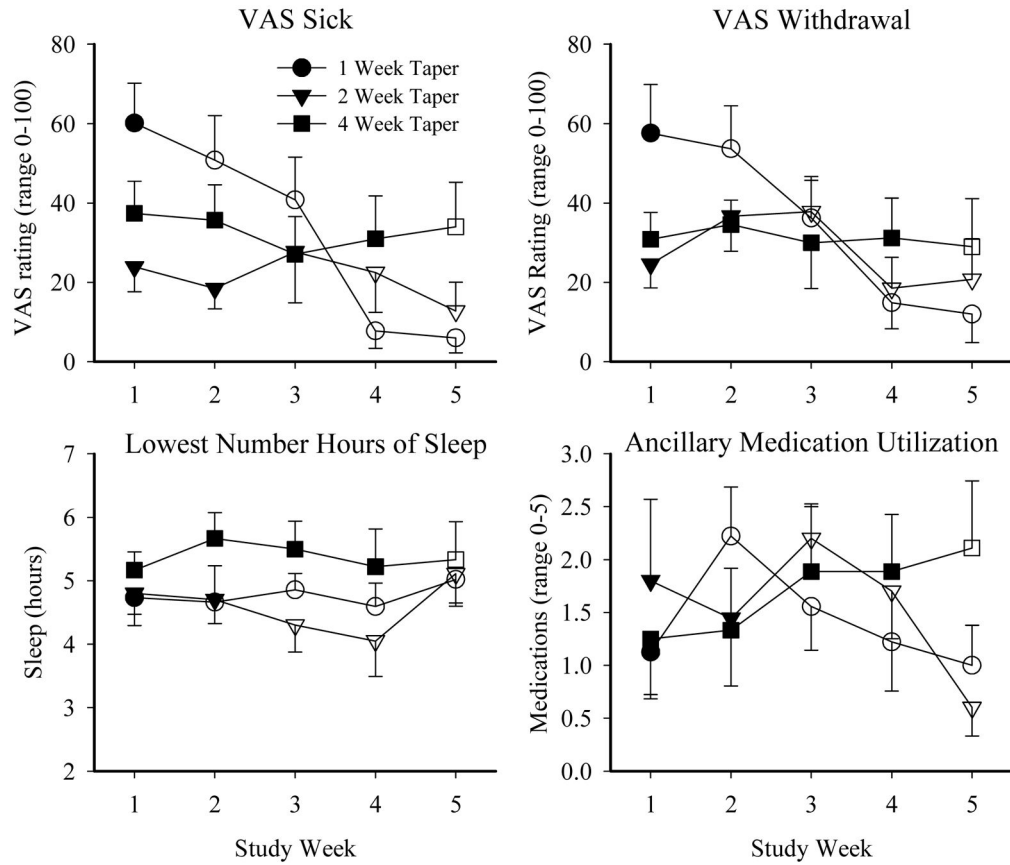 VAS Sick
VAS rating (range 0-100)
80
60
40
20
0
1 Week Taper
2 Week Taper
4 Week Taper
1 2 3 4 5
VAS Withdrawal
VAS Rating (range 0-100)
80
60
40
20
0
1 2 3 4 5
Lowest Number Hours of Sleep
Sleep (hours)
7
6
5
4
3
2
1 2 3 4 5
Study Week
Ancillary Medication Utilization
Medications (range 0-5)
3.0
2.5
2.0
1.5
1.0
0.5
0.0
1 2 3 4 5
Study Week